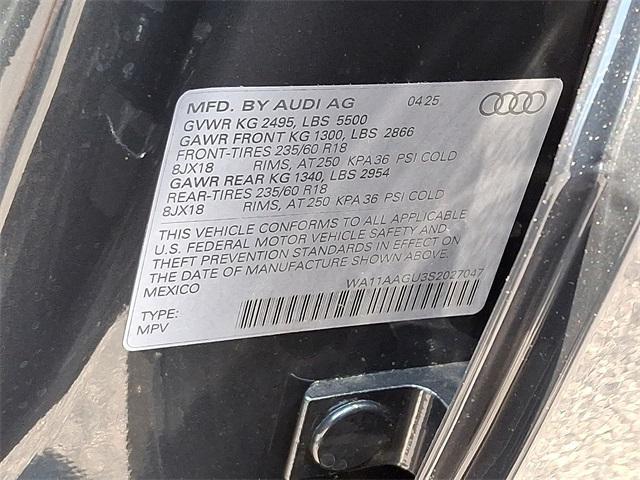 MFD. BY AUDI AG 04/25
GVWR KG 2495, LBS 5500
GAWR FRONT KG 1300, LBS 2866
FRONT-TIRES 235/60 R18
8JX18 RIMS, AT 250 KPA 36 PSI COLD
GAWR REAR KG 1340, LBS 2954
REAR-TIRES 235/60 R18
8JX18 RIMS, AT 250 KPA 36 PSI COLD
THIS VEHICLE CONFORMS TO ALL APPLICABLE
U.S. FEDERAL MOTOR VEHICLE SAFETY AND
THEFT PREVENTION STANDARDS IN EFFECT ON
THE DATE OF MANUFACTURE SHOWN ABOVE.
MEXICO WA11AAGU3S2027047
TYPE:
MPV